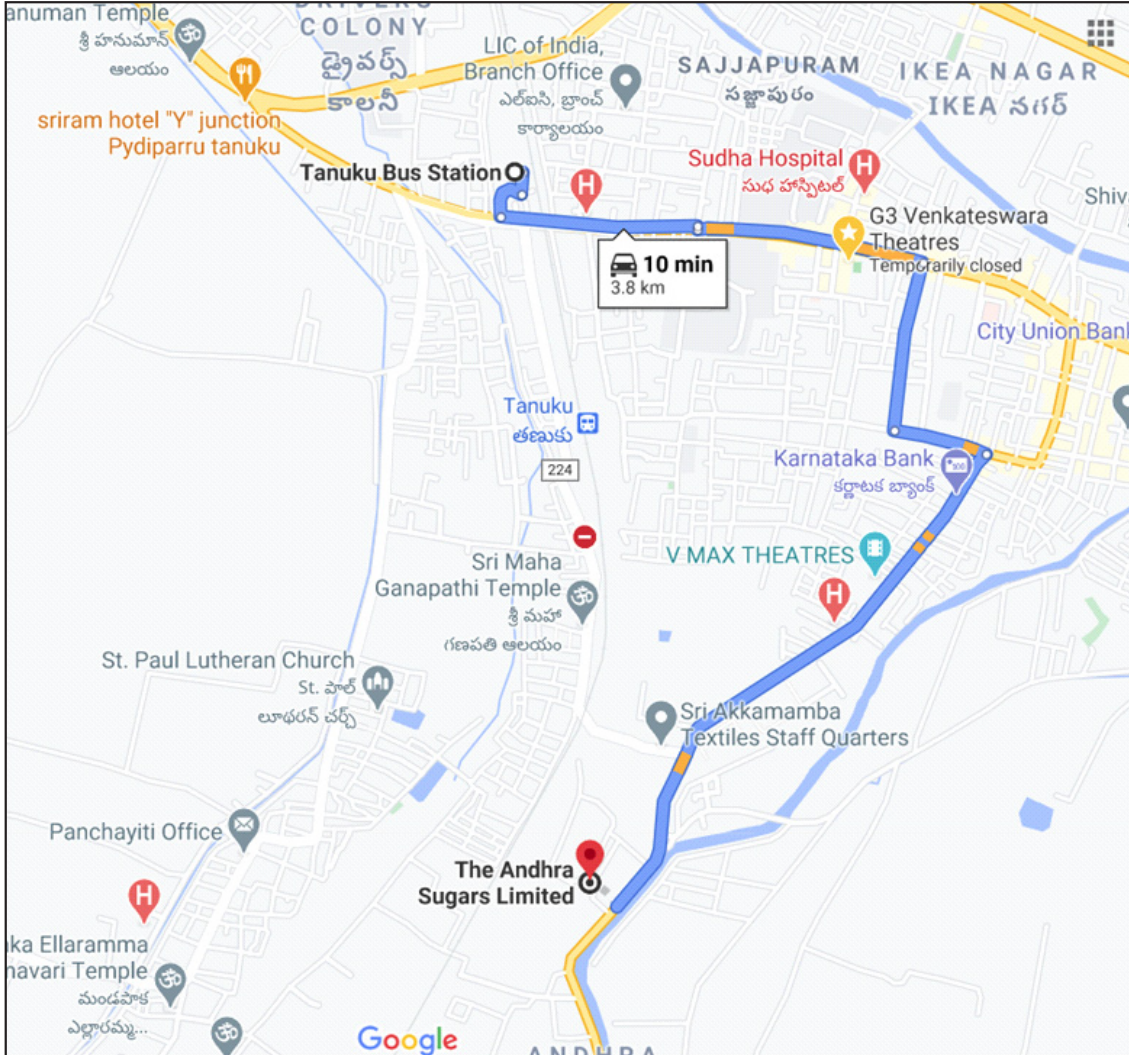 anuman Temple
శ్రీ హనుమాన్
ఆలయం
DRIVERS
COLONY
డ్రైవర్స్
కాలనీ
LIC of India,
Branch Office
ఎల్ఐసి, బ్రాంచ్
కార్యాలయం
SAJJAPURAM
సజ్జాపురం
IKEA NAGAR
IKEA నగర్
sriram hotel "Y" junction
Pydiparru tanuku
Tanuku Bus Station
H
Sudha Hospital
సుధ హాస్పిటల్
H
Shiva
G3 Venkateswara
Theatres
Temporarily closed
10 min
3.8 km
City Union Bank
Tanuku
తణుకు
224
Karnataka Bank
కర్ణాటక బ్యాంక్
V MAX THEATRES
H
Sri Maha
Ganapathi Temple
శ్రీ మహా
గణపతి ఆలయం
St. Paul Lutheran Church
St. పాల్
లూథరన్ చర్చ్
Sri Akkamamba
Textiles Staff Quarters
Panchayiti Office
The Andhra
Sugars Limited
H
ka Ellaramma
navari Temple
మండపాక
ఎల్లారమ్మ...
Google
ANDHRA